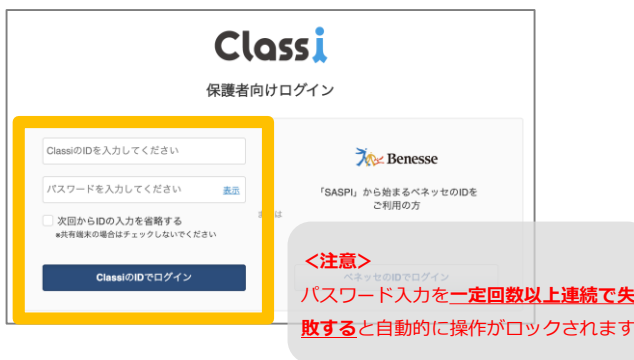 Classi
保護者向けログイン
ClassiのIDを入力してください
パスワードを入力してください 表示
次回からIDの入力を省略する
※共有端末の場合はチェックしないでください
ClassiのIDでログイン
または
Benesse
「SASPI」から始まるベネッセのIDを
ご利用の方
ベネッセのIDでログイン
＜注意＞
パスワード入力を一定回数以上連続で失
敗すると自動的に操作がロックされます